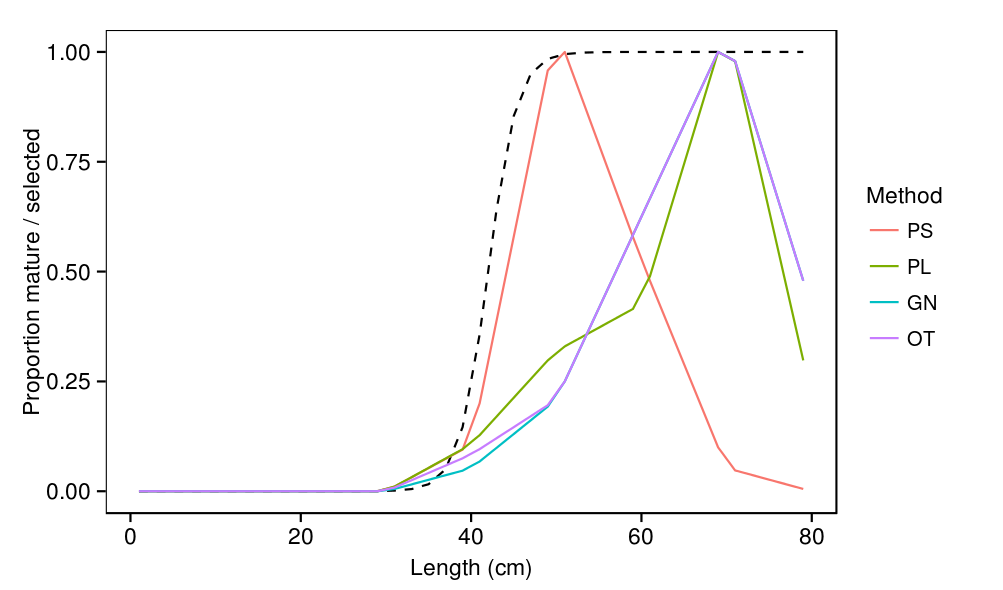 1.00
0.75
0.50
0.25
0.00
Proportion mature / selected
0 20 40 60 80
Length (cm)
Method
PS
PL
GN
OT